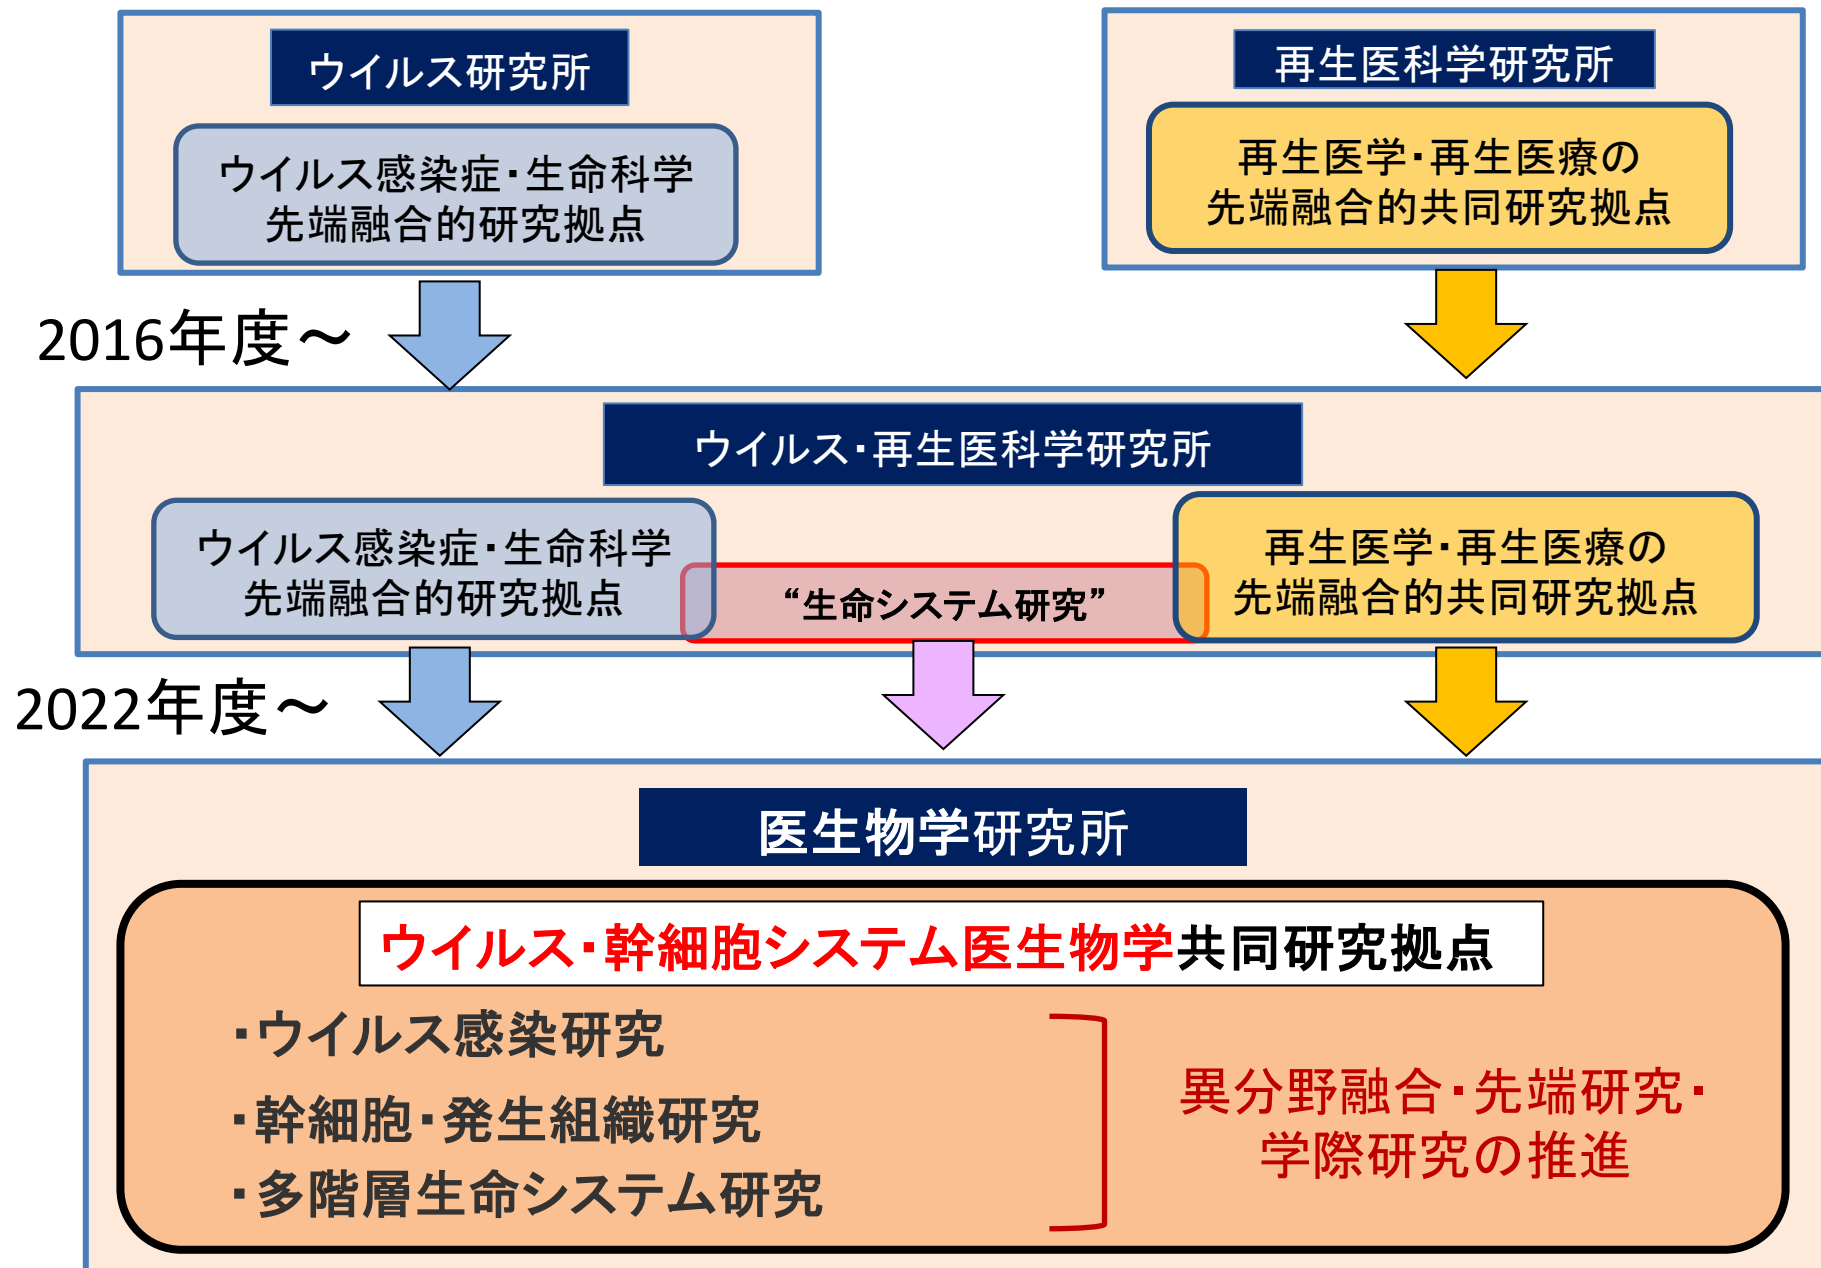 ウイルス研究所
ウイルス感染症・生命科学
先端融合的研究拠点
再生医科学研究所
再生医学・再生医療の
先端融合的共同研究拠点
2016年度～
ウイルス・再生医科学研究所
ウイルス感染症・生命科学
先端融合的研究拠点
“生命システム研究”
再生医学・再生医療の
先端融合的共同研究拠点
2022年度～
医生物学研究所
ウイルス・幹細胞システム医生物学共同研究拠点
・ウイルス感染研究
・幹細胞・発生組織研究
・多階層生命システム研究
異分野融合・先端研究・
学際研究の推進